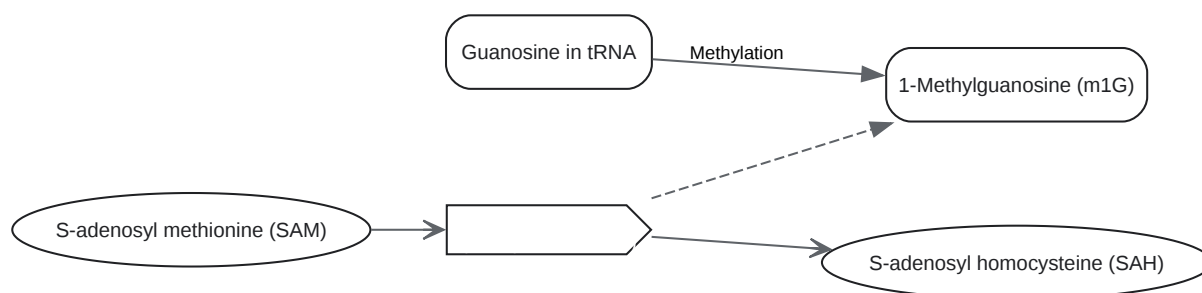 Guanosine in tRNA
Methylation
1-Methylguanosine (m1G)
S-adenosyl methionine (SAM)
S-adenosyl homocysteine (SAH)